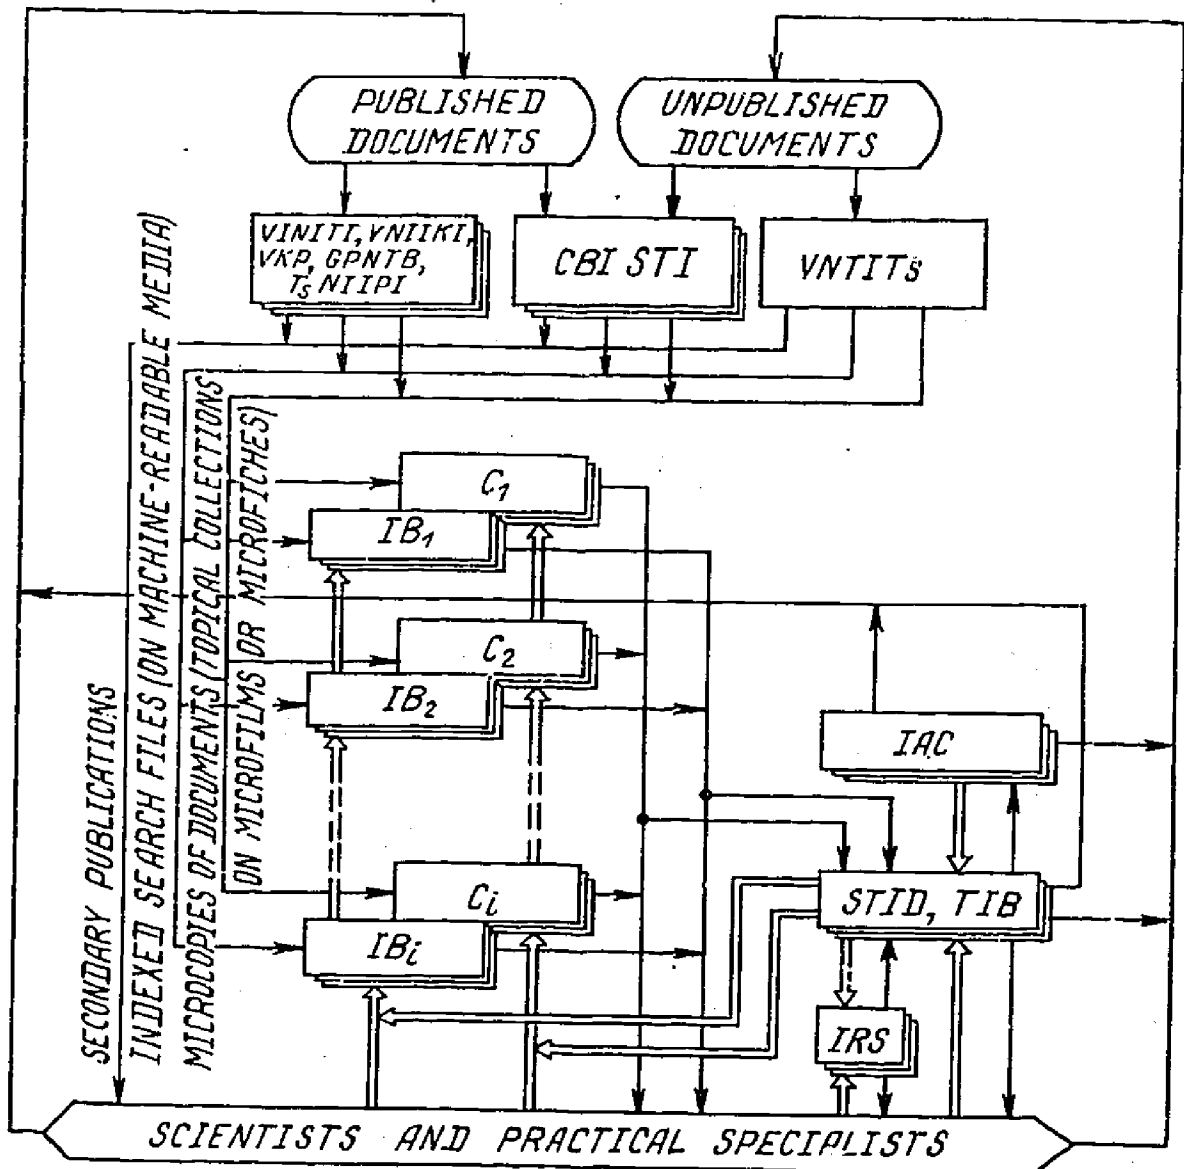 PUBLISHED
DOCUMENTS
UNPUBLISHED
DOCUMENTS
VINITI, VNIIKI,
VKP, GPNTB,
Ts NIIPI
CBI STI
VNTITs
SECONDARY PUBLICATIONS
INDEXED SEARCH FILES (ON MACHINE-READABLE MEDIA)
MICROCOPIES OF DOCUMENTS (TOPICAL COLLECTIONS
ON MICROFILMS OR MICROFICHES)
C1
IB1
C2
IB2
IAC
Ci
IBi
STID, TIB
IRS
SCIENTISTS AND PRACTICAL SPECIALISTS